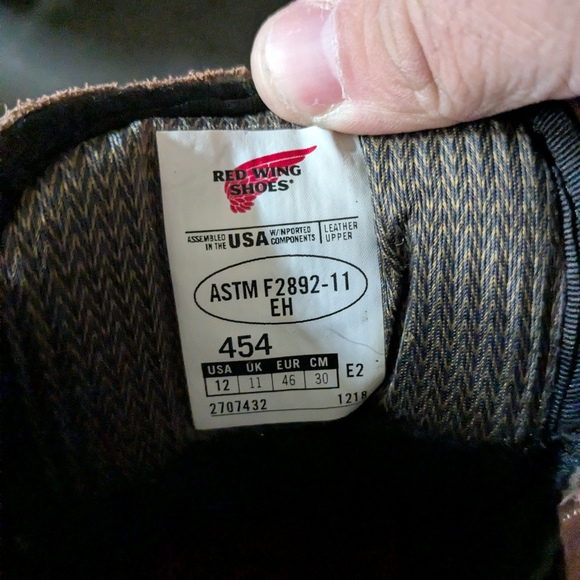 RED WING
SHOES®
ASSEMBLED IN THE USA W/NPORTED COMPONENTS LEATHER UPPER
ASTM F2892-11
EH
454
USA UK EUR CM
12 11 46 30 E2
2707432 1218